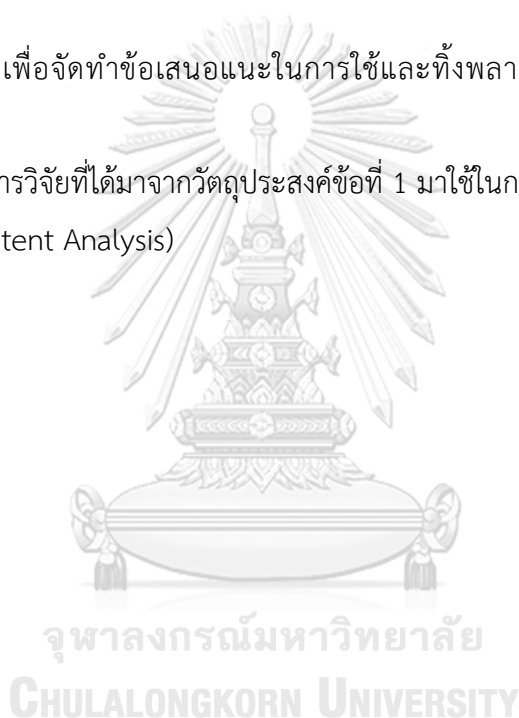 เพื่อจัดทำข้อเสนอแนะในการใช้และทิ้งพลา
ารวิจัยที่ได้มาจากวัตถุประสงค์ข้อที่ 1 มาใช้ในก
tent Analysis)
จุฬาลงกรณ์มหาวิทยาลัย
CHULALONGKORN UNIVERSITY